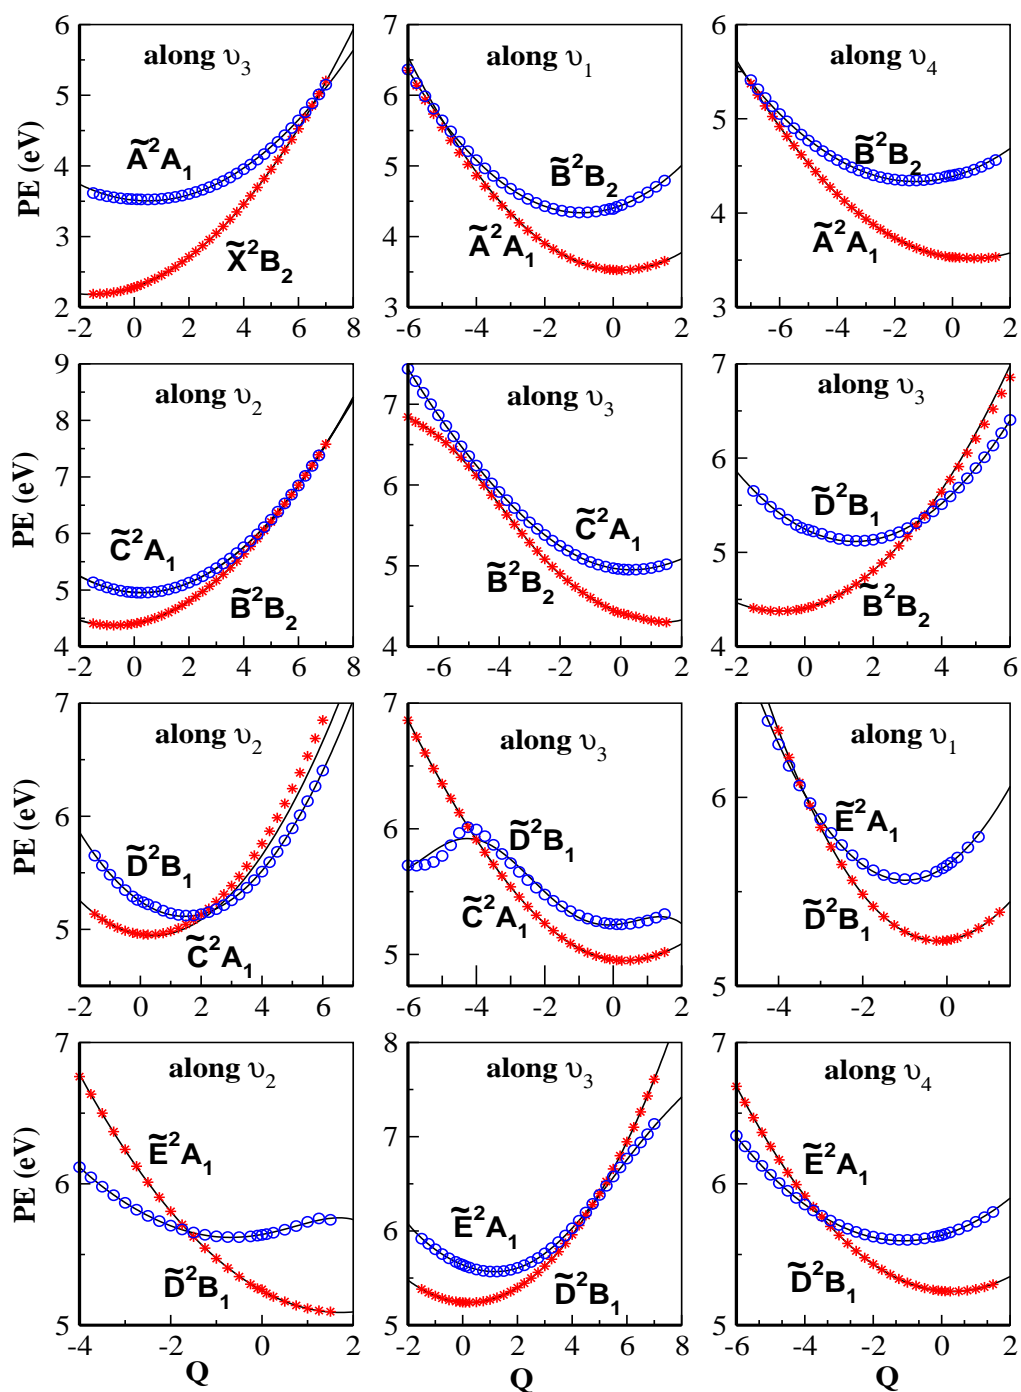 PE (eV)
6
5
4
3
2
along υ3
Ã²A1
X̃²B2
-2 0 2 4 6 8
7
6
5
4
3
along υ1
B̃²B2
Ã²A1
-6 -4 -2 0 2
6
5
4
3
along υ4
B̃²B2
Ã²A1
-6 -4 -2 0 2
PE (eV)
9
8
7
6
5
4
along υ2
C̃²A1
B̃²B2
-2 0 2 4 6 8
7
6
5
4
along υ3
C̃²A1
B̃²B2
-6 -4 -2 0 2
7
6
5
4
along υ3
D̃²B1
B̃²B2
-2 0 2 4 6
PE (eV)
7
6
5
along υ2
D̃²B1
C̃²A1
-2 0 2 4 6
7
6
5
along υ3
D̃²B1
C̃²A1
-6 -4 -2 0 2
6
5
along υ1
Ẽ²A1
D̃²B1
-4 -2 0
PE (eV)
7
6
5
along υ2
Ẽ²A1
D̃²B1
-4 -2 0 2
Q
8
7
6
5
along υ3
Ẽ²A1
D̃²B1
-2 0 2 4 6 8
Q
7
6
5
along υ4
Ẽ²A1
D̃²B1
-6 -4 -2 0 2
Q